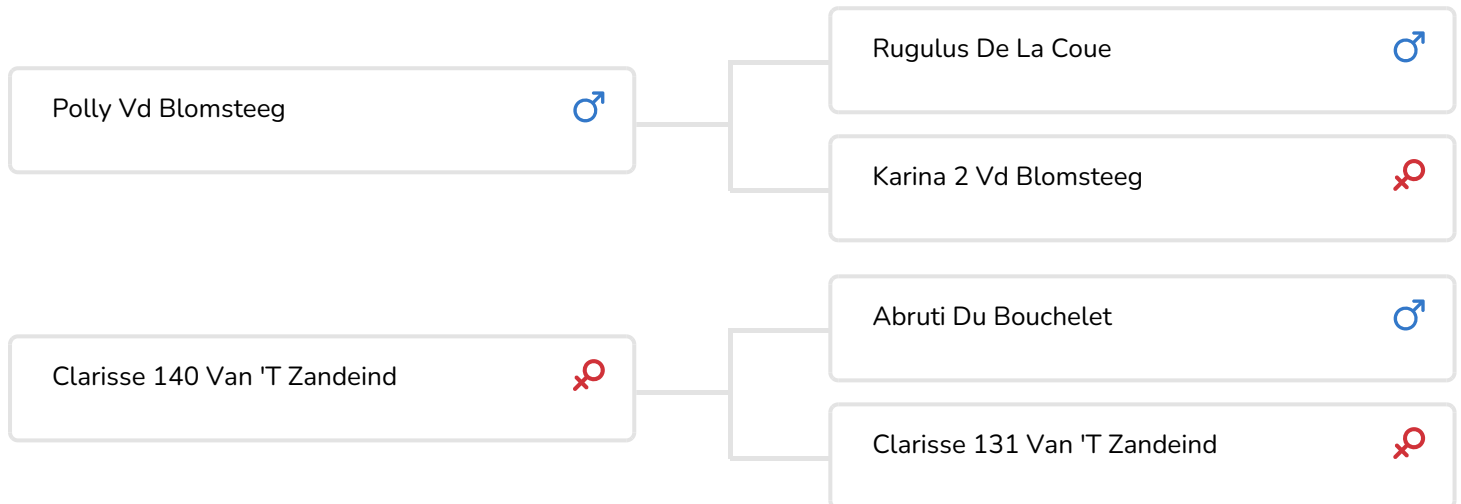 Rugulus De La Coue
Polly Vd Blomsteeg
Karina 2 Vd Blomsteeg
Abruti Du Bouchelet
Clarisse 140 Van 'T Zandeind
Clarisse 131 Van 'T Zandeind